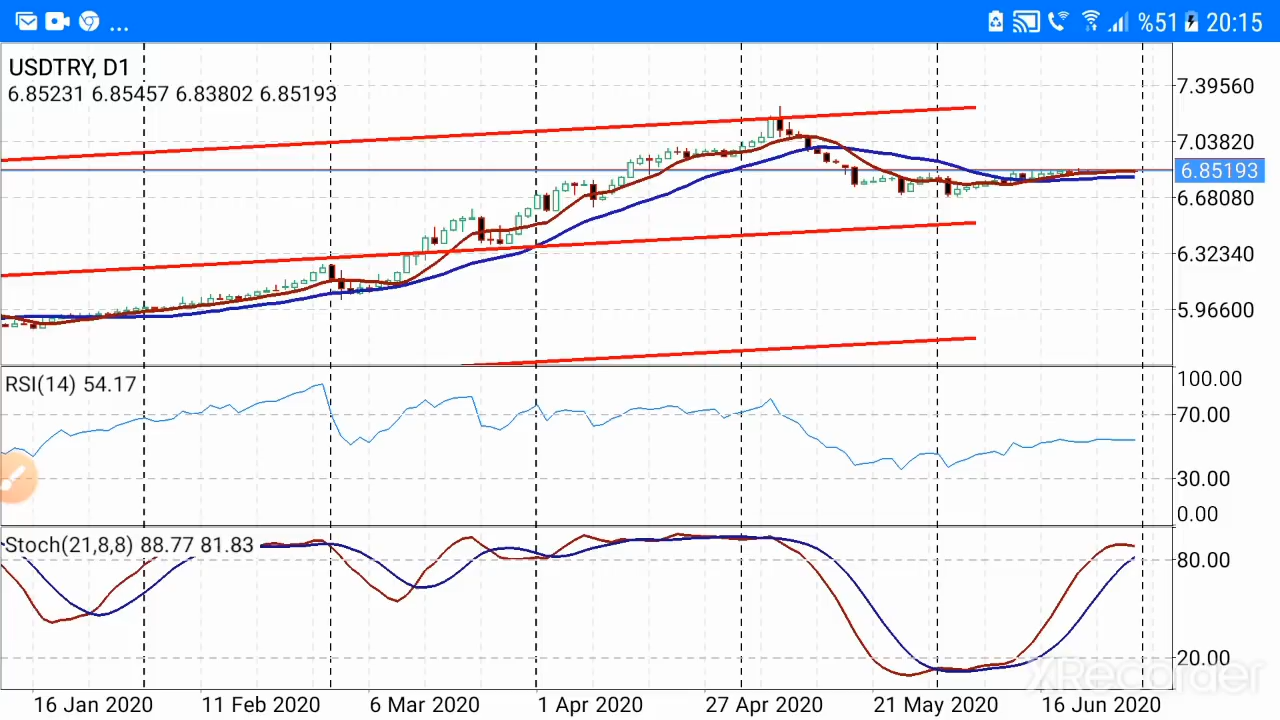 ... %51 20:15
USDTRY, D1
6.85231 6.85457 6.83802 6.85193
7.39560
7.03820
6.85193
6.68080
6.32340
5.96600
RSI(14) 54.17
100.00
70.00
30.00
0.00
Stoch(21,8,8) 88.77 81.83
80.00
20.00
XRecorder
16 Jan 2020 11 Feb 2020 6 Mar 2020 1 Apr 2020 27 Apr 2020 21 May 2020 16 Jun 2020